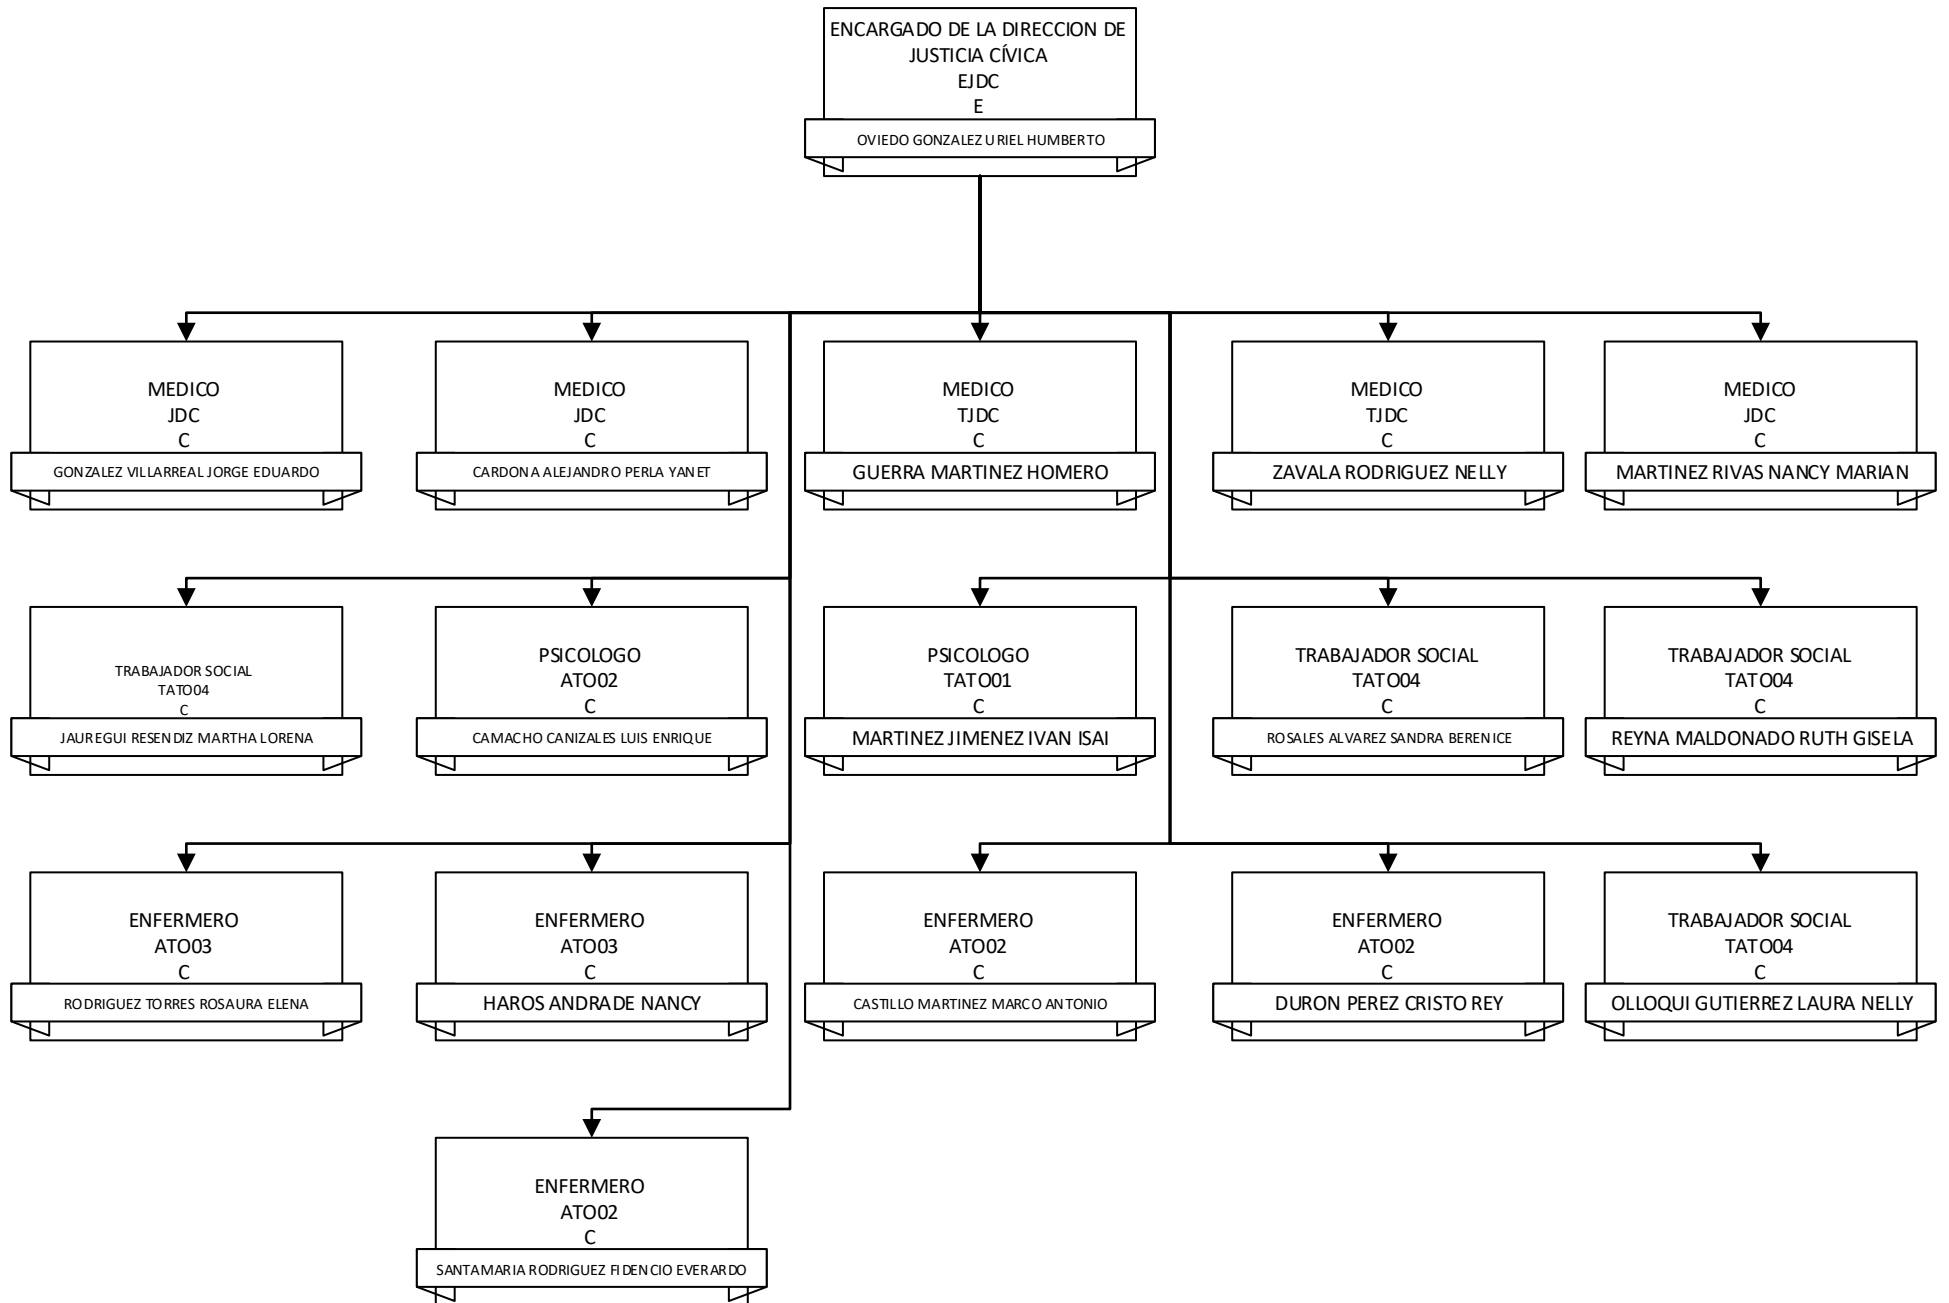 ENCARGADO DE LA DIRECCION DE
JUSTICIA CÍVICA
EJDC
E
OVIEDO GONZALEZ URIEL HUMBERTO
MEDICO
JDC
C
GONZALEZ VILLARREAL JORGE EDUARDO
MEDICO
JDC
C
CARDONA ALEJANDRO PERLA YANET
MEDICO
TJDC
C
GUERRA MARTINEZ HOMERO
MEDICO
TJDC
C
ZAVALA RODRIGUEZ NELLY
MEDICO
JDC
C
MARTINEZ RIVAS NANCY MARIAN
TRABAJADOR SOCIAL
TATO04
C
JAUREGUI RESENDIZ MARTHA LORENA
PSICOLOGO
ATO02
C
CAMACHO CANIZALES LUIS ENRIQUE
PSICOLOGO
TATO01
C
MARTINEZ JIMENEZ IVAN ISAI
TRABAJADOR SOCIAL
TATO04
C
ROSALES ALVAREZ SANDRA BERENICE
TRABAJADOR SOCIAL
TATO04
C
REYNA MALDONADO RUTH GISELA
ENFERMERO
ATO03
C
RODRIGUEZ TORRES ROSAURA ELENA
ENFERMERO
ATO03
C
HAROS ANDRADE NANCY
ENFERMERO
ATO02
C
CASTILLO MARTINEZ MARCO ANTONIO
ENFERMERO
ATO02
C
DURON PEREZ CRISTO REY
TRABAJADOR SOCIAL
TATO04
C
OLLOQUI GUTIERREZ LAURA NELLY
ENFERMERO
ATO02
C
SANTAMARIA RODRIGUEZ FIDENCIO EVERARDO